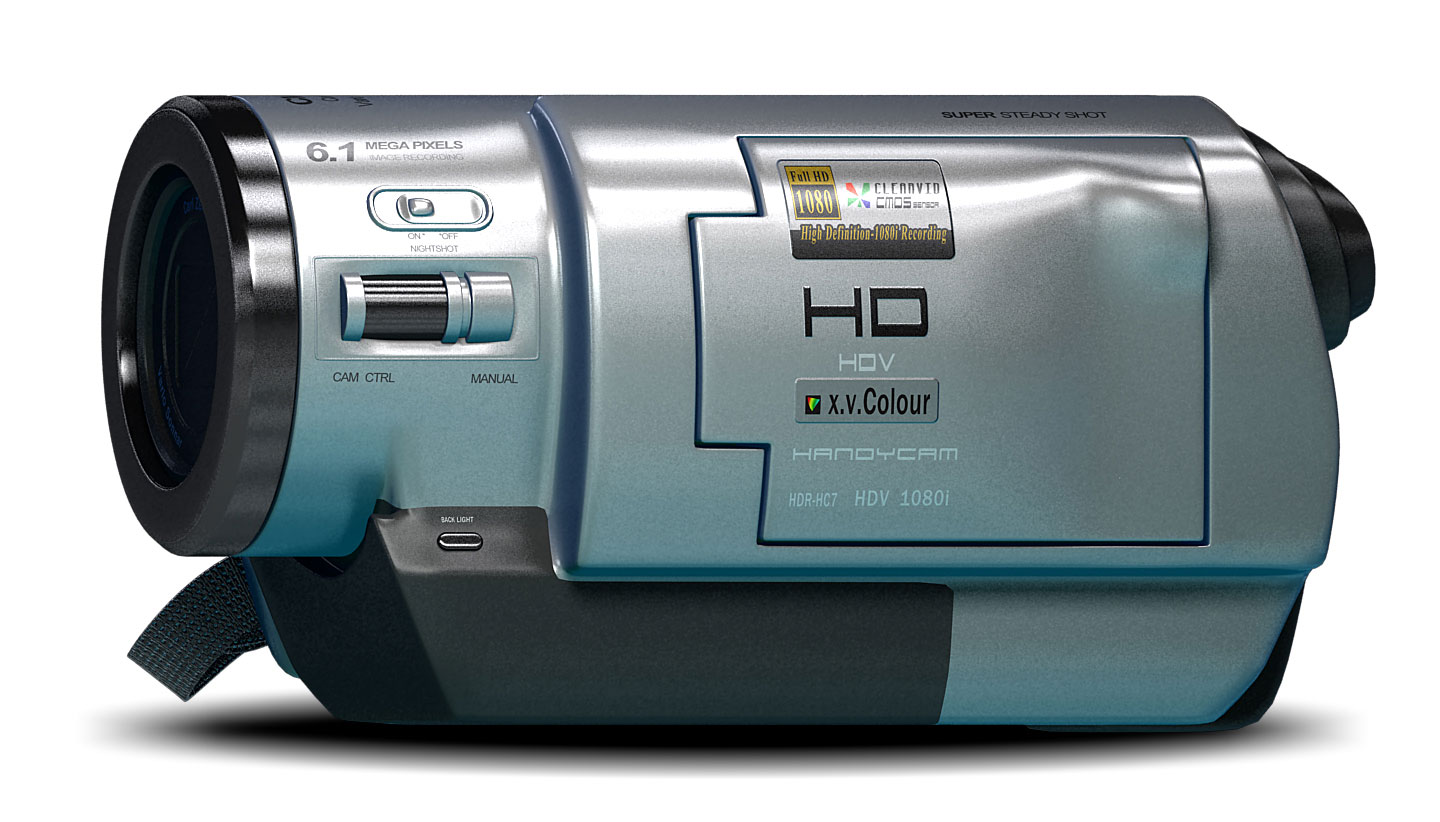 SUPER STEADY SHOT
6.1 MEGA PIXELS
IMAGE RECORDING
ON* *OFF
NIGHTSHOT
CAM CTRL MANUAL
Full HD
1080
CLEARVID
CMOS SENSOR
High Definition-1080i Recording
HD
HDV
x.v.Colour
HANDYCAM
HDR-HC7 HDV 1080i
BACK LIGHT